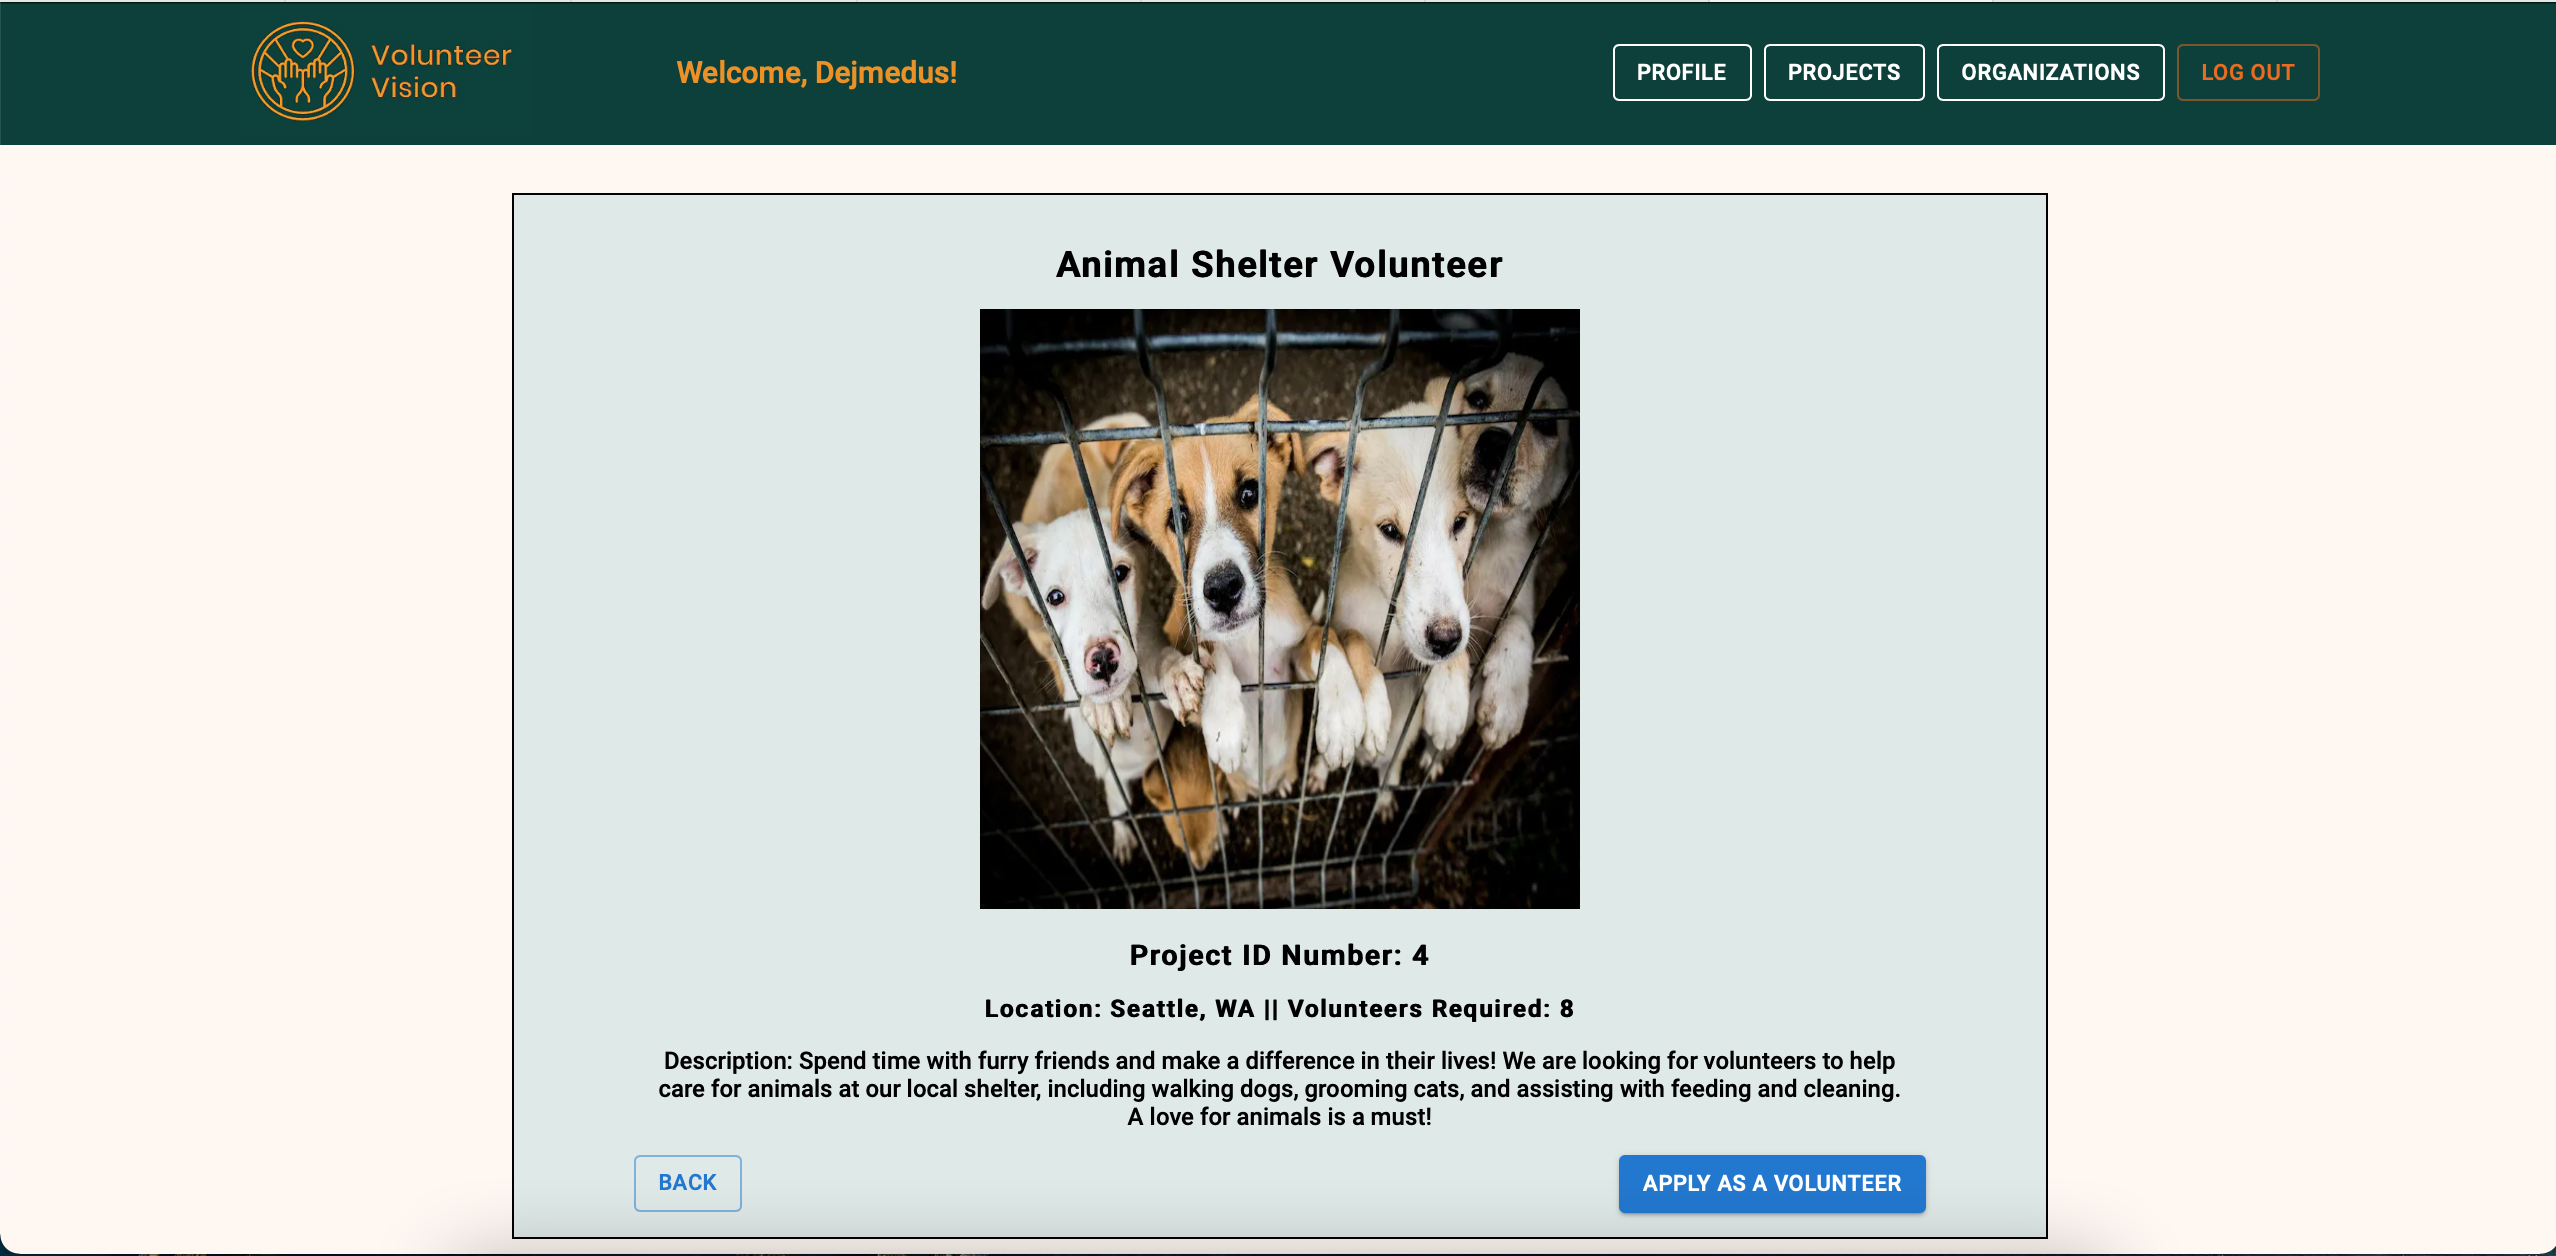 Volunteer
Vision
Welcome, Dejmedus!
PROFILE
PROJECTS
ORGANIZATIONS
LOG OUT
Animal Shelter Volunteer
Project ID Number: 4
Location: Seattle, WA || Volunteers Required: 8
Description: Spend time with furry friends and make a difference in their lives! We are looking for volunteers to help
care for animals at our local shelter, including walking dogs, grooming cats, and assisting with feeding and cleaning.
A love for animals is a must!
BACK
APPLY AS A VOLUNTEER